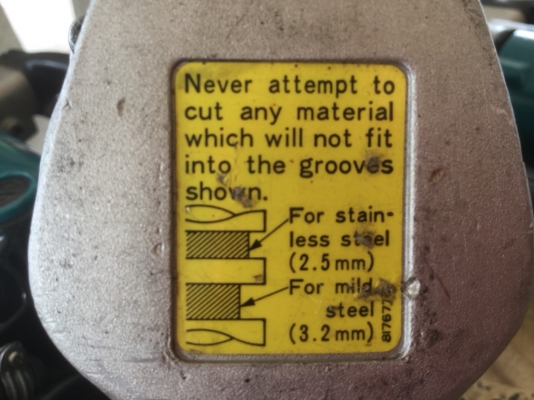 Never attempt to
cut any material
which will not fit
into the grooves
shown.
For stain-
less steel
(2.5mm)
For mild
steel
(3.2mm)